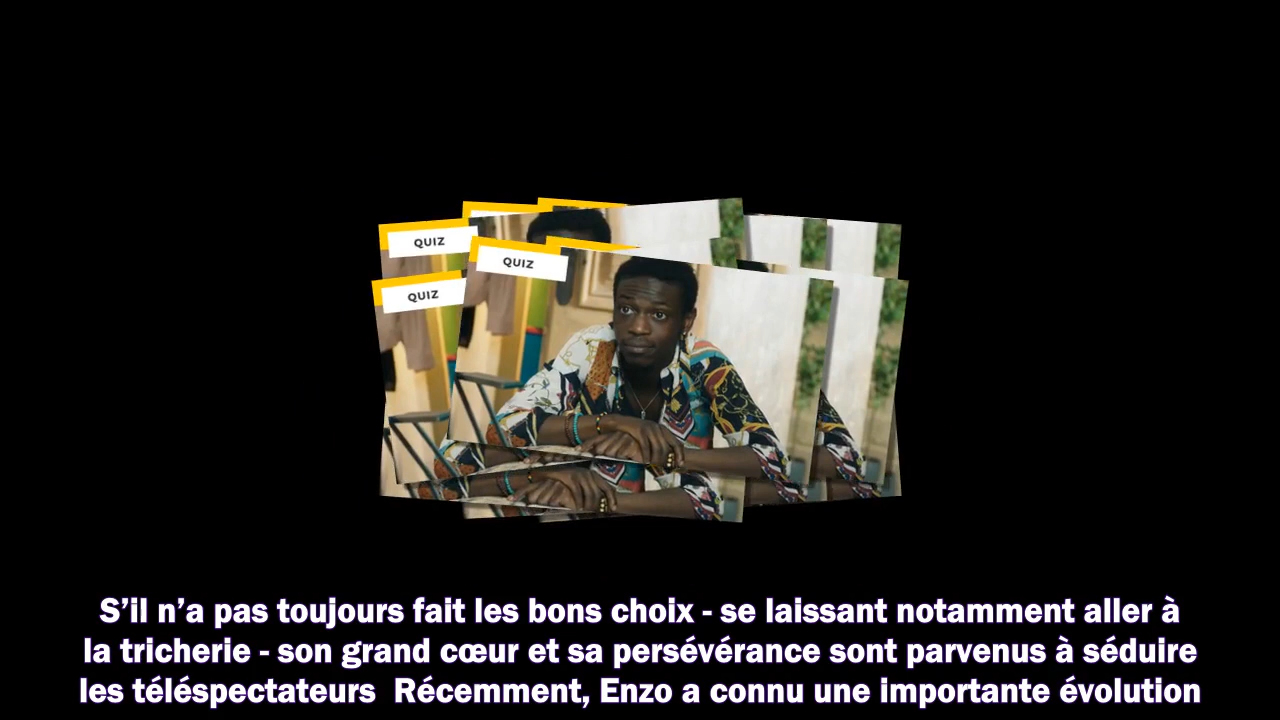 QUIZ
QUIZ
QUIZ
S’il n’a pas toujours fait les bons choix - se laissant notamment aller à
la tricherie - son grand cœur et sa persévérance sont parvenus à séduire
les téléspectateurs  Récemment, Enzo a connu une importante évolution